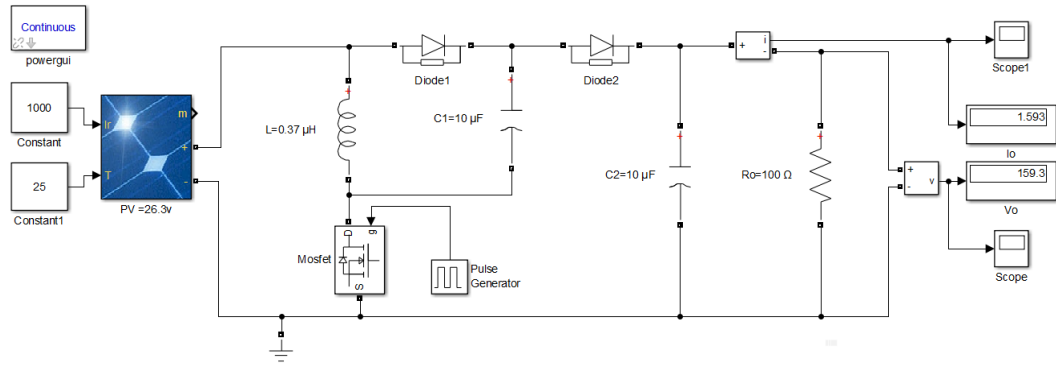 Continuous
powergui
1000
Constant
Ir
m
+
T
-
25
Constant1
PV =26.3v
L=0.37 µH
Diode1
C1=10 µF
Diode2
C2=10 µF
+
i
-
Ro=100 Ω
Scope1
1.593
Io
+
-
v
159.3
Vo
Scope
Mosfet
D
g
S
Pulse
Generator